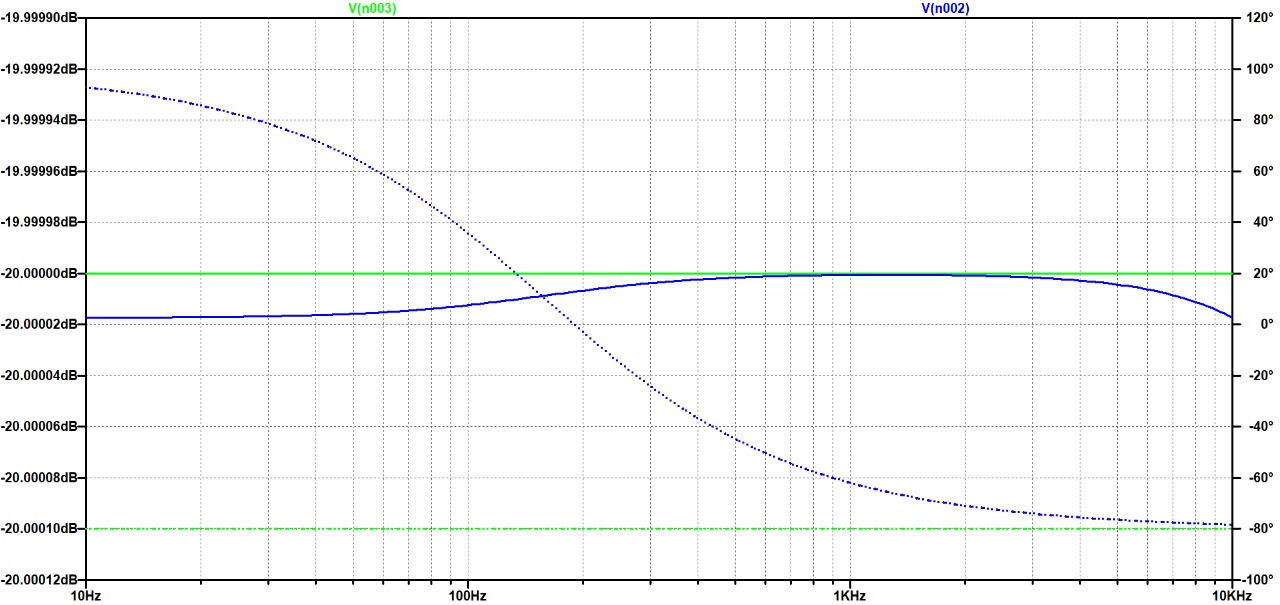 V(n003) V(n002)
-19.99990dB 120°
-19.99992dB 100°
-19.99994dB 80°
-19.99996dB 60°
-19.99998dB 40°
-20.00000dB 20°
-20.00002dB 0°
-20.00004dB -20°
-20.00006dB -40°
-20.00008dB -60°
-20.00010dB -80°
-20.00012dB -100°
10Hz 100Hz 1KHz 10KHz